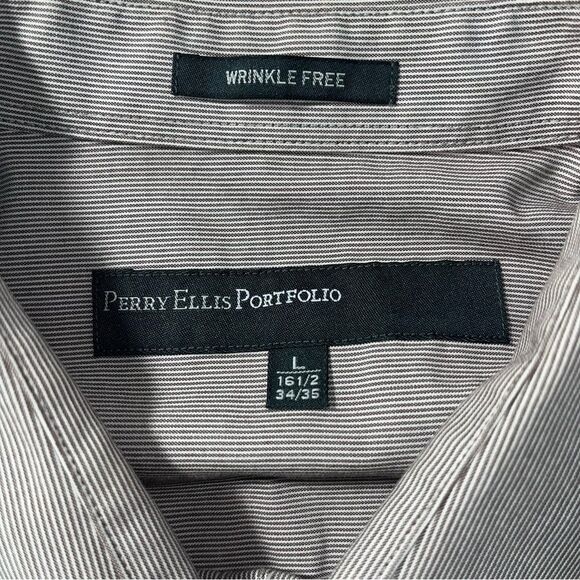 WRINKLE FREE
PERRY ELLIS PORTFOLIO
L
16 1/2
34/35